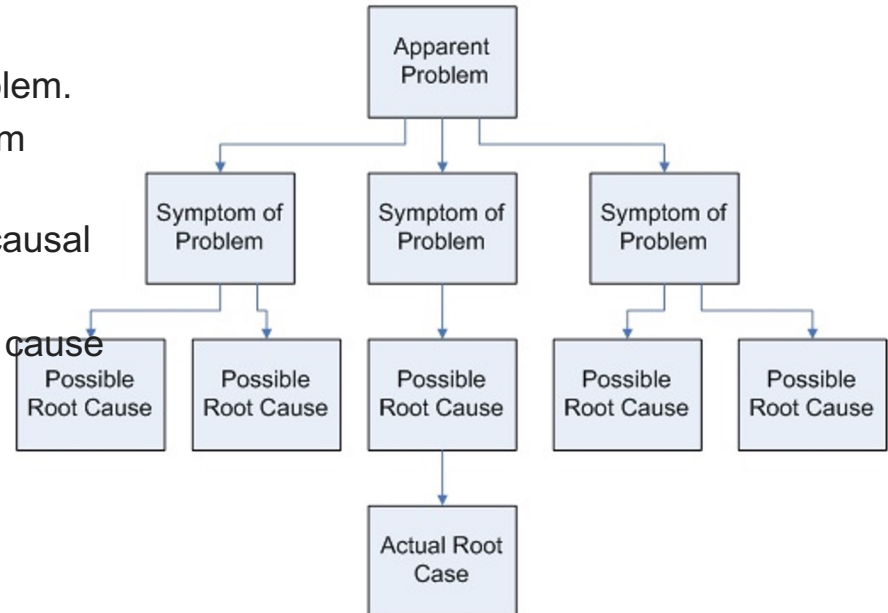 Apparent
Problem
lem.
m
Symptom of
Problem
Symptom of
Problem
Symptom of
Problem
causal
cause
Possible
Root Cause
Possible
Root Cause
Possible
Root Cause
Possible
Root Cause
Possible
Root Cause
Actual Root
Case